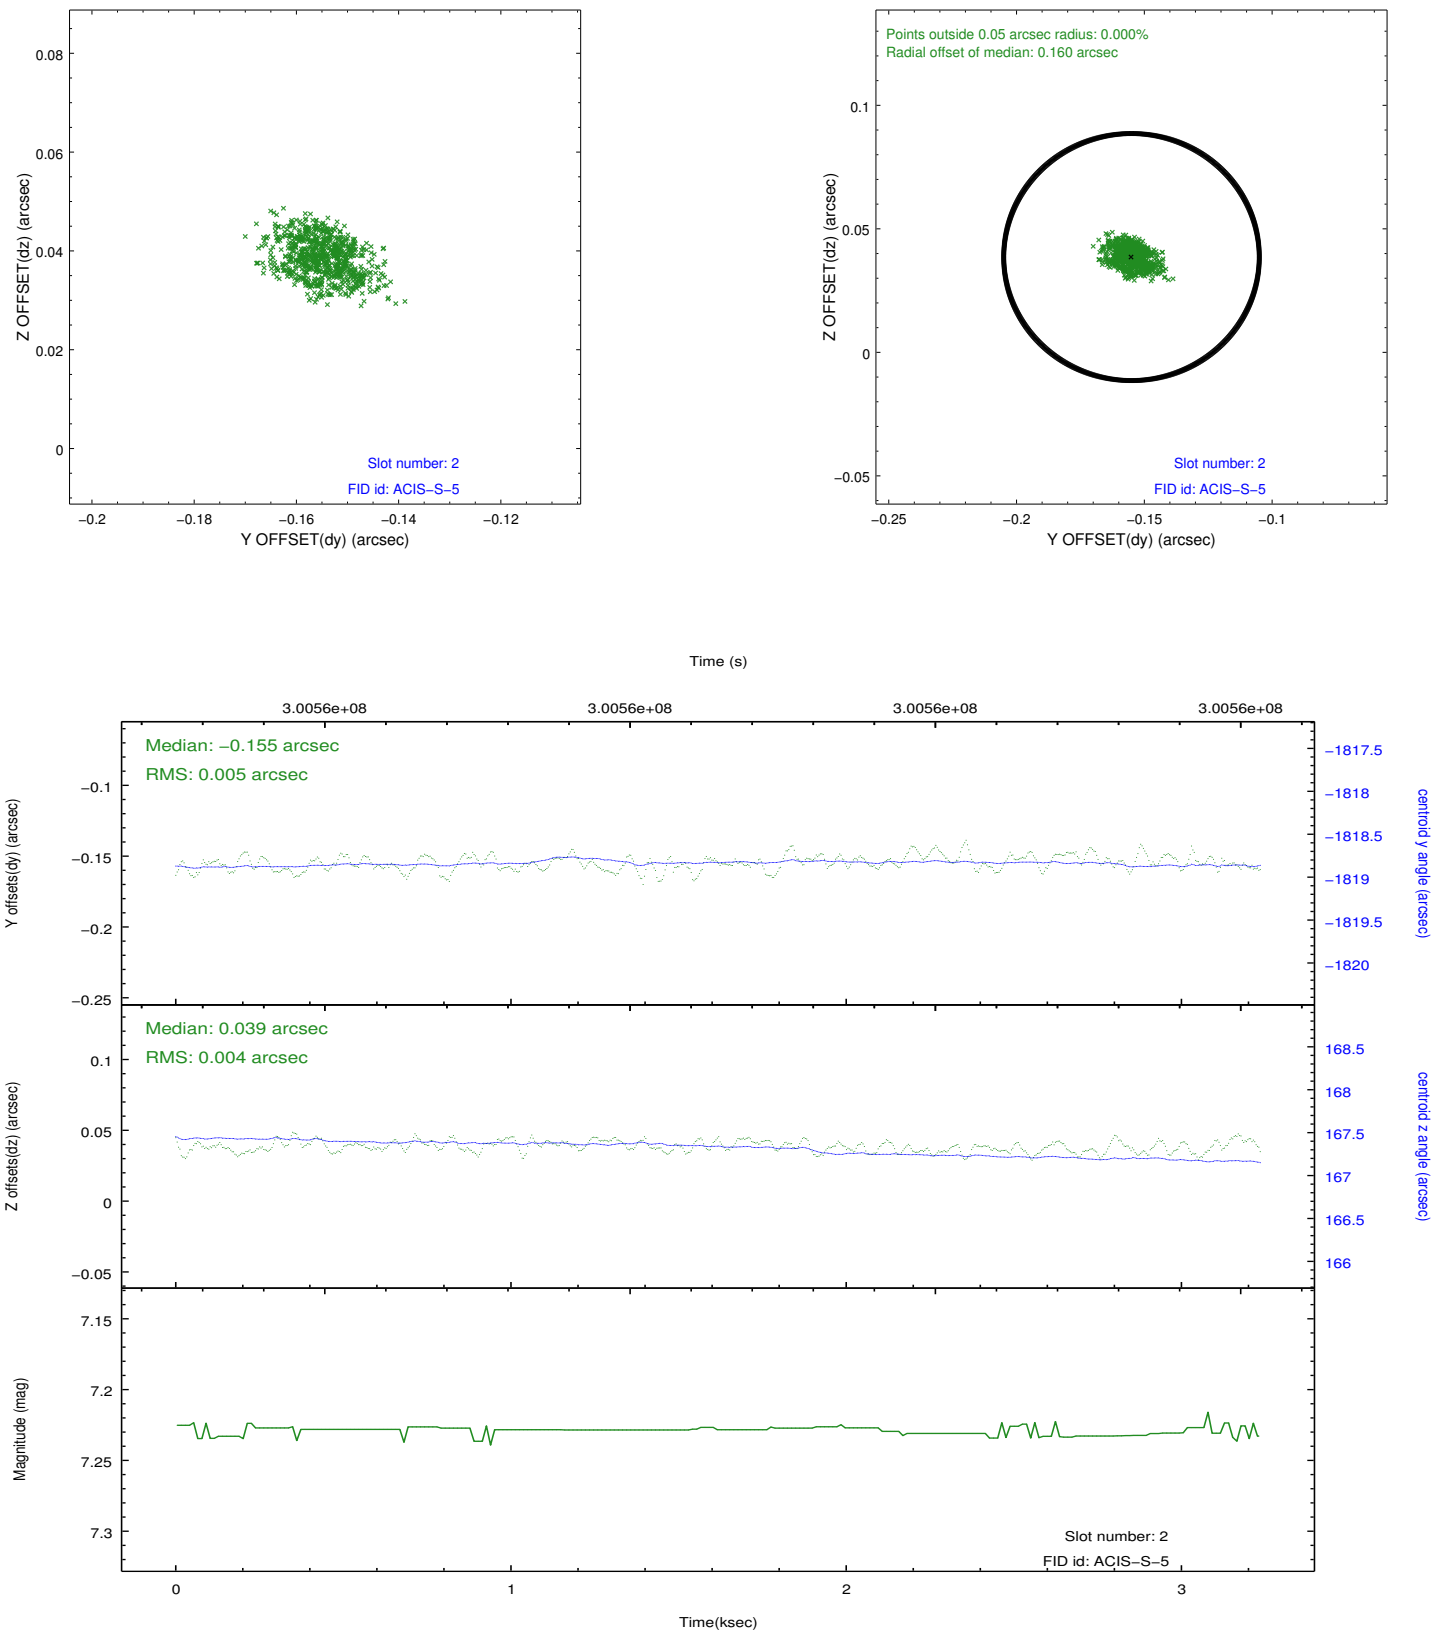 0.08
0.06
0.04
0.02
0
Z OFFSET(dz) (arcsec)
Slot number: 2
FID id: ACIS−S−5
−0.2
−0.18
−0.16
−0.14
−0.12
Y OFFSET(dy) (arcsec)
Points outside 0.05 arcsec radius: 0.000%
Radial offset of median: 0.160 arcsec
0.1
0.05
0
−0.05
Z OFFSET(dz) (arcsec)
Slot number: 2
FID id: ACIS−S−5
−0.25
−0.2
−0.15
−0.1
Y OFFSET(dy) (arcsec)
Time (s)
3.0056e+08
3.0056e+08
3.0056e+08
3.0056e+08
Median: −0.155 arcsec
RMS: 0.005 arcsec
−0.1
−0.15
−0.2
−0.25
Y offsets(dy) (arcsec)
−1817.5
−1818
−1818.5
−1819
−1819.5
−1820
centroid y angle (arcsec)
Median: 0.039 arcsec
RMS: 0.004 arcsec
0.1
0.05
0
−0.05
Z offsets(dz) (arcsec)
168.5
168
167.5
167
166.5
166
centroid z angle (arcsec)
7.15
7.2
7.25
7.3
Magnitude (mag)
Slot number: 2
FID id: ACIS−S−5
0
1
2
3
Time(ksec)